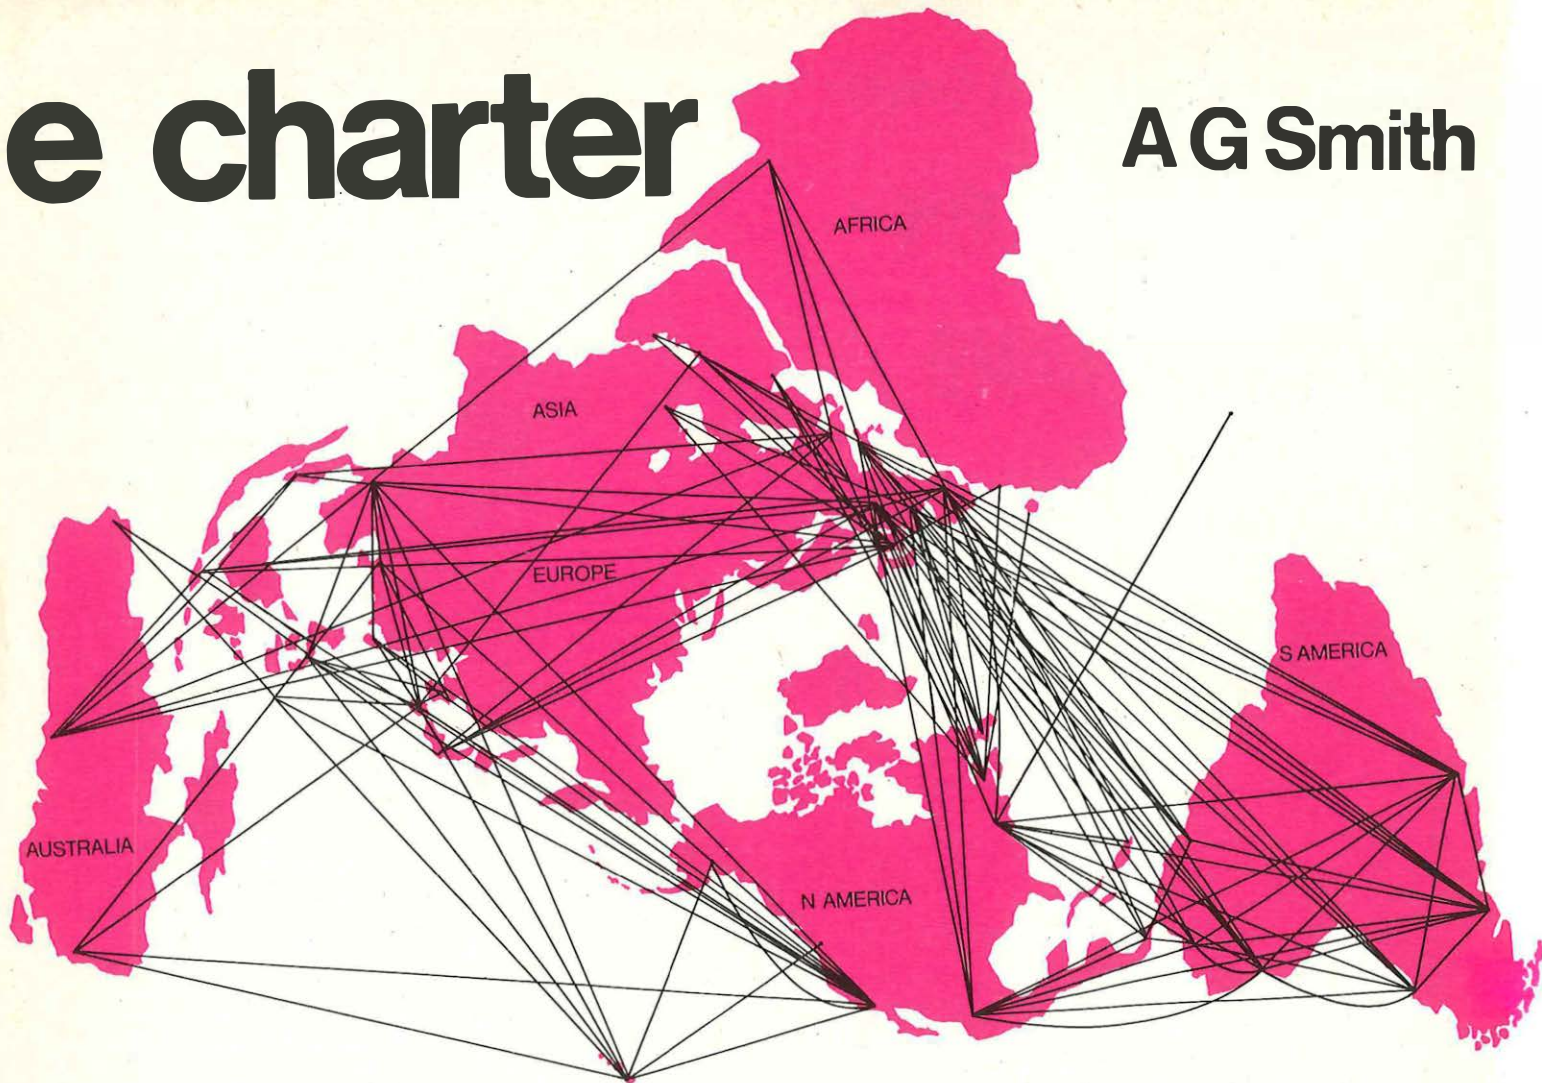 e charter
A G Smith
AFRICA
ASIA
EUROPE
S AMERICA
AUSTRALIA
N AMERICA